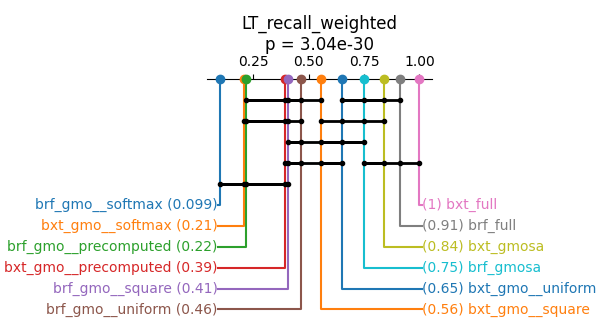 LT_recall_weighted
p = 3.04e-30
0.25 0.50 0.75 1.00
brf_gmo__softmax (0.099) (1) bxt_full
bxt_gmo__softmax (0.21) (0.91) brf_full
brf_gmo__precomputed (0.22) (0.84) bxt_gmosa
bxt_gmo__precomputed (0.39) (0.75) brf_gmosa
brf_gmo__square (0.41) (0.65) bxt_gmo__uniform
brf_gmo__uniform (0.46) (0.56) bxt_gmo__square